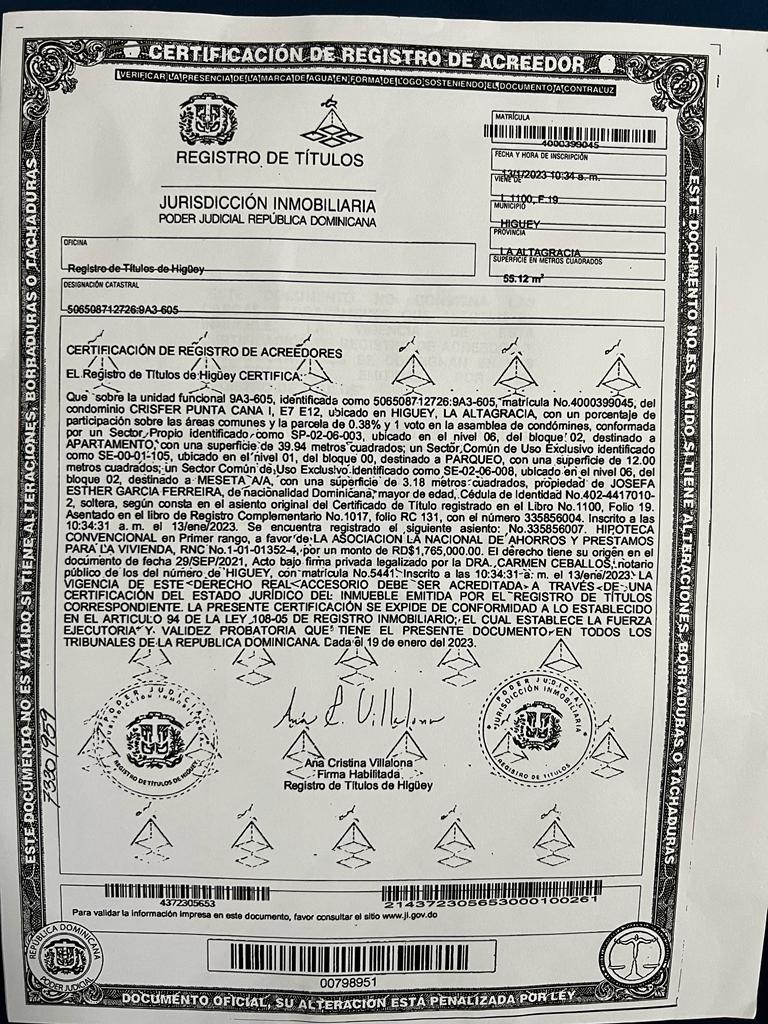 CERTIFICACIÓN DE REGISTRO DE ACREEDOR
VERIFICAR LA PRESENCIA DE LA MARCA DE AGUA EN FORMA DE LOGO SOSTENIENDO EL DOCUMENTO A CONTRALUZ
REGISTRO DE TÍTULOS
JURISDICCIÓN INMOBILIARIA
PODER JUDICIAL REPÚBLICA DOMINICANA
MATRÍCULA
4000399045
FECHA Y HORA DE INSCRIPCIÓN
13/1/2023 10:34 a. m.
VIENE DE
L 1100, F 19
MUNICIPIO
HIGUEY
PROVINCIA
LA ALTAGRACIA
SUPERFICIE EN METROS CUADRADOS
55.12 m²
OFICINA
Registro de Títulos de Higüey
DESIGNACIÓN CATASTRAL
506508712726:9A3-605
CERTIFICACIÓN DE REGISTRO DE ACREEDORES
EL Registro de Títulos de Higüey CERTIFICA:
Que sobre la unidad funcional 9A3-605, identificada como 506508712726:9A3-605, matrícula No.4000399045, del
condominio CRISFER PUNTA CANA I, E7 E12, ubicado en HIGUEY, LA ALTAGRACIA, con un porcentaje de
participación sobre las áreas comunes y la parcela de 0.38% y 1 voto en la asamblea de condómines, conformada
por un Sector Propio identificado como SP-02-06-003, ubicado en el nivel 06, del bloque 02, destinado a
APARTAMENTO, con una superficie de 39.94 metros cuadrados; un Sector Común de Uso Exclusivo identificado
como SE-00-01-105, ubicado en el nivel 01, del bloque 00, destinado a PARQUEO, con una superficie de 12.00
metros cuadrados; un Sector Común de Uso Exclusivo identificado como SE-02-06-008, ubicado en el nivel 06, del
bloque 02, destinado a MESETA A/A, con una superficie de 3.18 metros cuadrados, propiedad de JOSEFA
ESTHER GARCIA FERREIRA, de nacionalidad Dominicana, mayor de edad, Cédula de Identidad No.402-4417010-
2, soltera, según consta en el asiento original del Certificado de Título registrado en el Libro No.1100, Folio 19.
Asentado en el libro de Registro Complementario No.1017, folio RC 131, con el número 335856004. Inscrito a las
10:34:31 a. m. el 13/ene/2023. Se encuentra registrado el siguiente asiento: No.335856007. HIPOTECA
CONVENCIONAL en Primer rango, a favor de LA ASOCIACION LA NACIONAL DE AHORROS Y PRESTAMOS
PARA LA VIVIENDA, RNC No.1-01-01352-4, por un monto de RD$1,765,000.00. El derecho tiene su origen en el
documento de fecha 29/SEP/2021, Acto bajo firma privada legalizado por la DRA. CARMEN CEBALLOS, notario
público de los del número de HIGUEY, con matrícula No.5441. Inscrito a las 10:34:31 a. m. el 13/ene/2023. LA
VIGENCIA DE ESTE DERECHO REAL ACCESORIO DEBE SER ACREDITADA A TRAVÉS DE UNA
CERTIFICACIÓN DEL ESTADO JURÍDICO DEL INMUEBLE EMITIDA POR EL REGISTRO DE TÍTULOS
CORRESPONDIENTE. LA PRESENTE CERTIFICACIÓN SE EXPIDE DE CONFORMIDAD A LO ESTABLECIDO
EN EL ARTICULO 94 DE LA LEY 108-05 DE REGISTRO INMOBILIARIO, EL CUAL ESTABLECE LA FUERZA
EJECUTORIA Y VALIDEZ PROBATORIA QUE TIENE EL PRESENTE DOCUMENTO EN TODOS LOS
TRIBUNALES DE LA REPUBLICA DOMINICANA. Cada el 19 de enero del 2023.
PODER JUDICIAL
JURISDICCIÓN INMOBILIARIA
REGISTRO DE TÍTULOS DE HIGÜEY
Ana C. Villalona
PODER JUDICIAL
JURISDICCIÓN INMOBILIARIA
REGISTRO DE TITULOS
Ana Cristina Villalona
Firma Habilitada
Registro de Títulos de Higüey
4372305653
214372305653000100261
Para validar la información impresa en este documento, favor consultar el sitio www.ji.gov.do
REPÚBLICA DOMINICANA
PODER JUDICIAL
00798951
DOCUMENTO OFICIAL, SU ALTERACIÓN ESTÁ PENALIZADA POR LEY
ESTE DOCUMENTO NO ES VÁLIDO SI TIENE ALTERACIONES, BORRADURAS O TACHADURAS
73301959
ESTE DOCUMENTO NO ES VÁLIDO SI TIENE ALTERACIONES, BORRADURAS O TACHADURAS